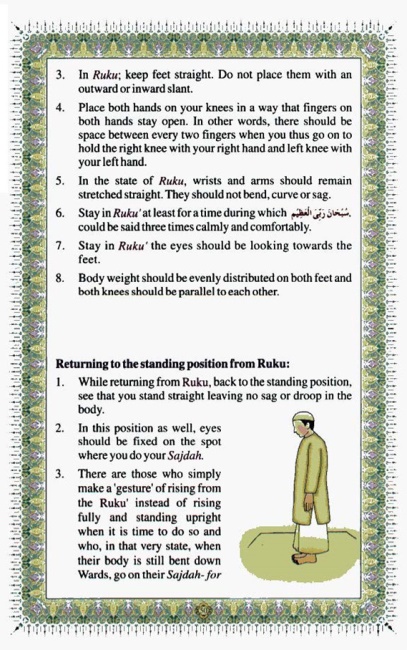 3. In Ruku; keep feet straight. Do not place them with an
outward or inward slant.
4. Place both hands on your knees in a way that fingers on
both hands stay open. In other words, there should be
space between every two fingers when you thus go on to
hold the right knee with your right hand and left knee with
your left hand.
5. In the state of Ruku, wrists and arms should remain
stretched straight. They should not bend, curve or sag.
6. Stay in Ruku' at least for a time during which سُبْحَانَ رَبِّىَ الْعَظِيْمِ
could be said three times calmly and comfortably.
7. Stay in Ruku' the eyes should be looking towards the
feet.
8. Body weight should be evenly distributed on both feet and
both knees should be parallel to each other.
Returning to the standing position from Ruku:
1. While returning from Ruku, back to the standing position,
see that you stand straight leaving no sag or droop in the
body.
2. In this position as well, eyes
should be fixed on the spot
where you do your Sajdah.
3. There are those who simply
make a 'gesture' of rising from
the Ruku' instead of rising
fully and standing upright
when it is time to do so and
who, in that very state, when
their body is still bent down
Wards, go on their Sajdah-for